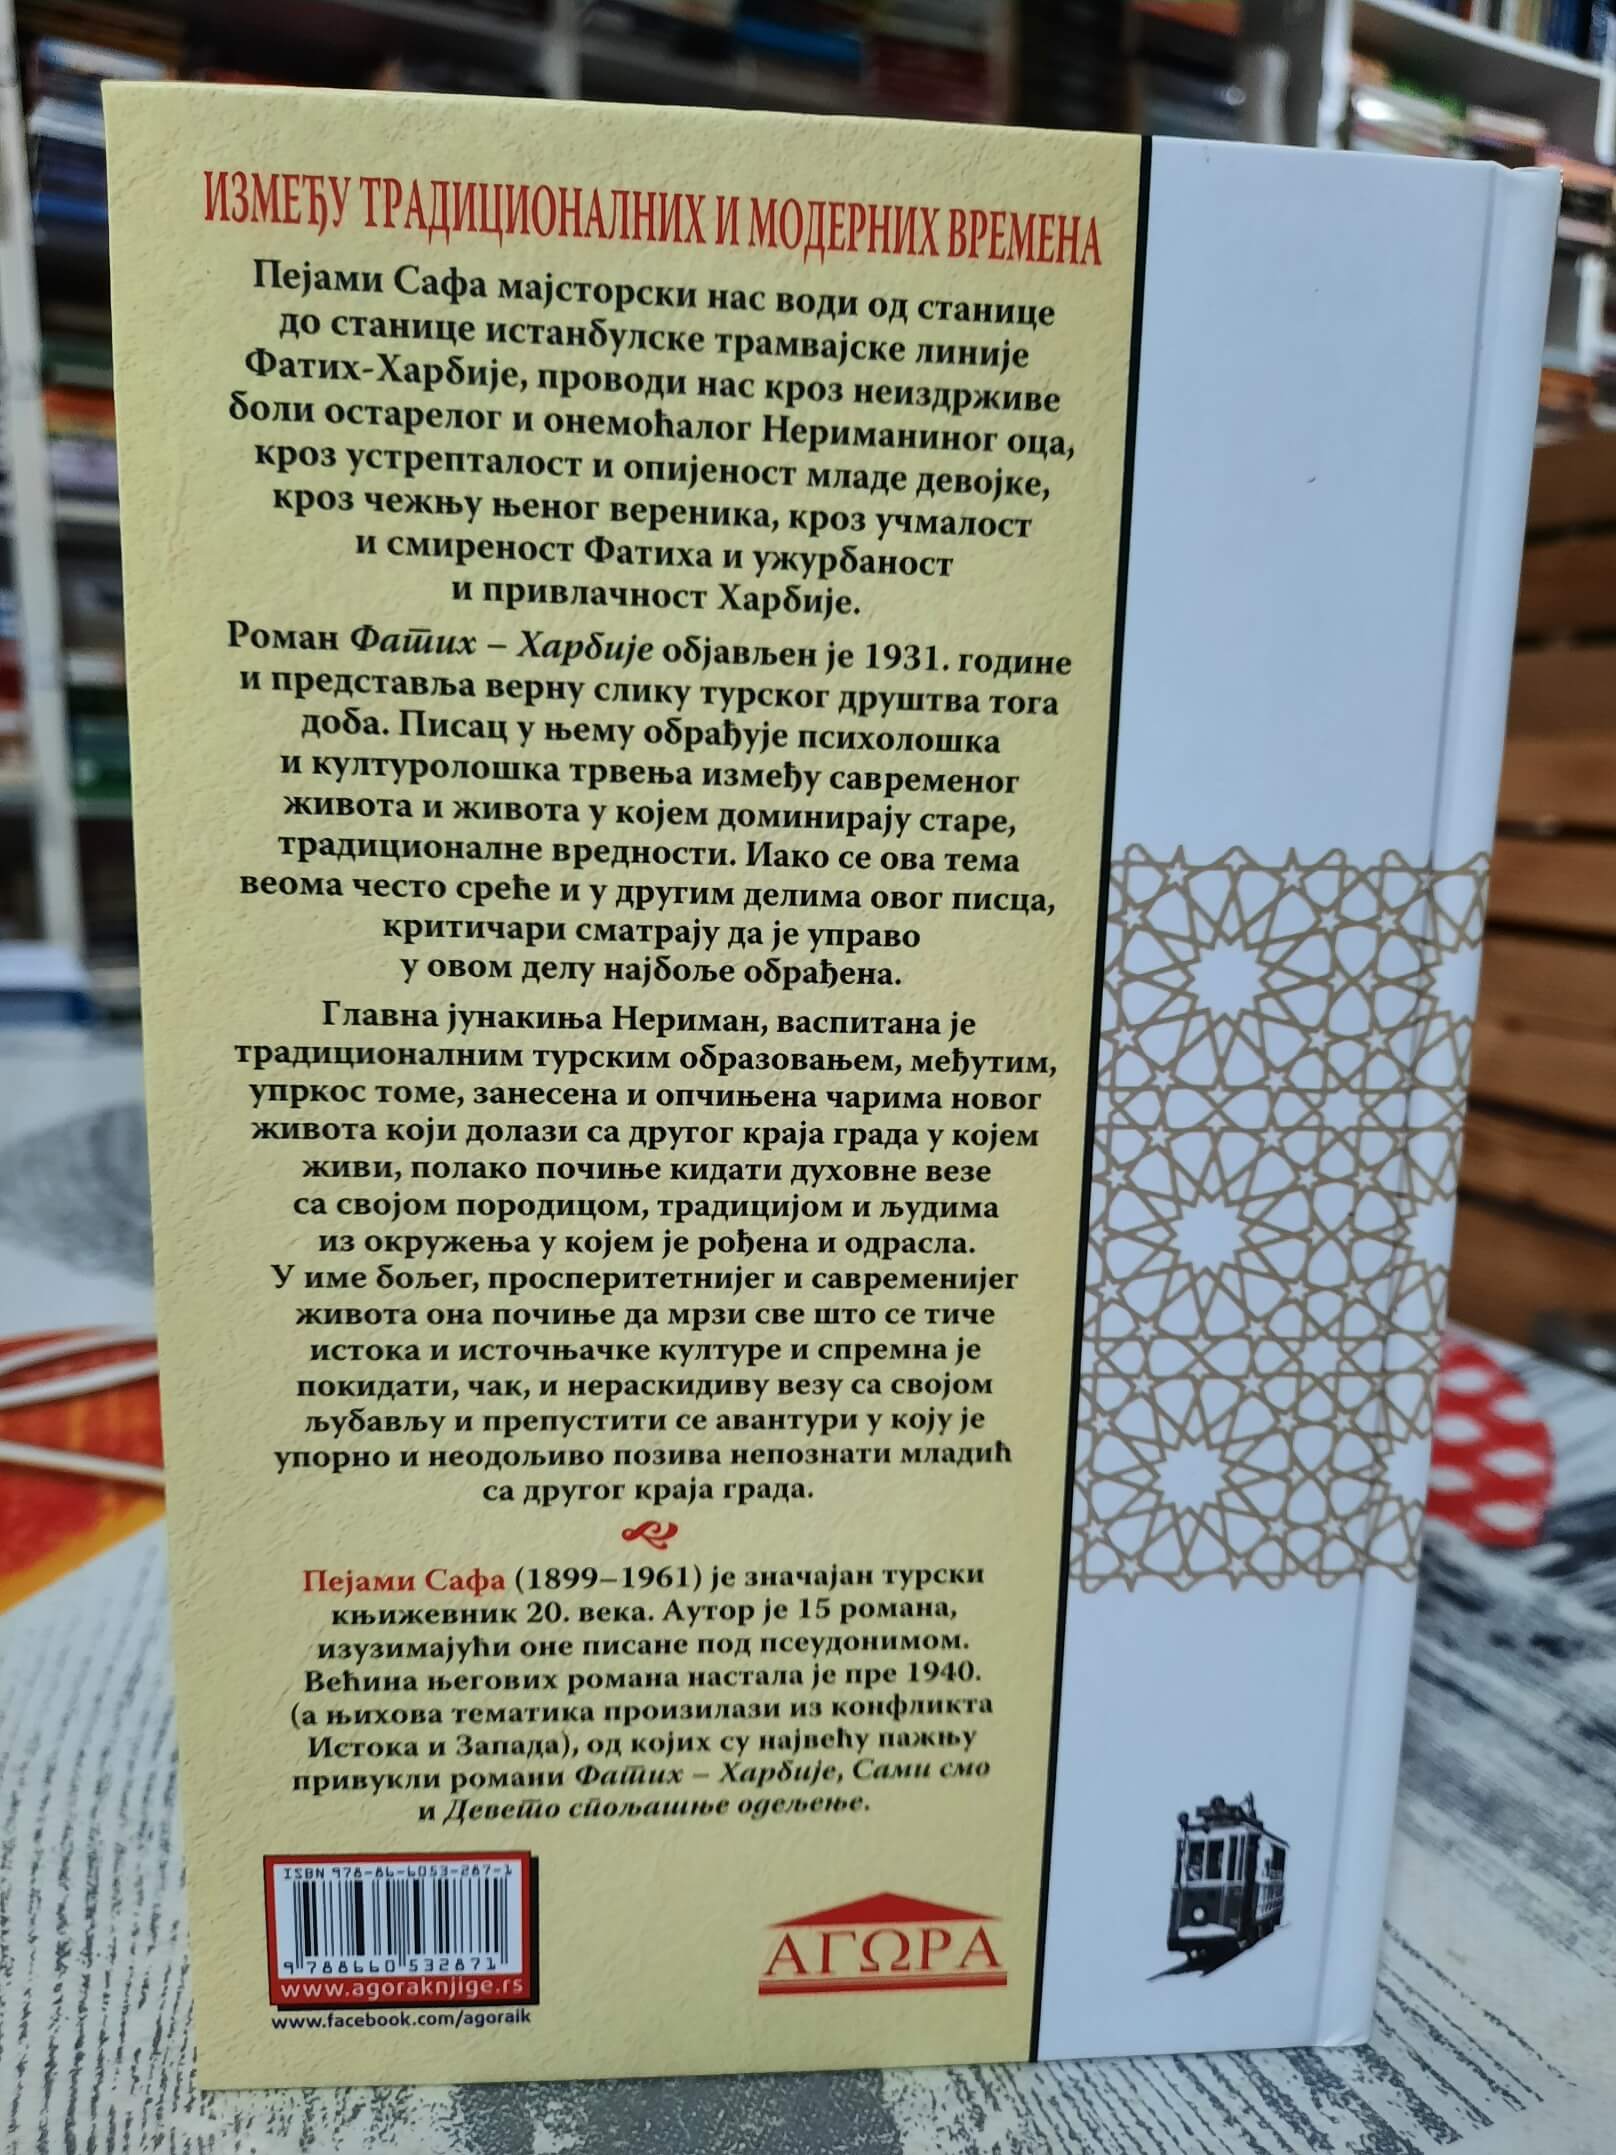 ИЗМЕЂУ ТРАДИЦИОНАЛНИХ И МОДЕРНИХ ВРЕМЕНА
Пејами Сафа мајсторски нас води од станице
до станице истанбулске трамвајске линије
Фатих-Харбије, проводи нас кроз неиздрживе
боли остарелог и онемоћалог Нериманиног оца,
кроз устрепталост и опијеност младе девојке,
кроз чежњу њеног вереника, кроз учмалост
и смиреност Фатиха и ужурбаност
и привлачност Харбије.
Роман Фатих – Харбије објављен је 1931. године
и представља верну слику турског друштва тога
доба. Писац у њему обрађује психолошка
и културолошка трвења између савременог
живота и живота у којем доминирају старе,
традиционалне вредности. Иако се ова тема
веома често среће и у другим делима овог писца,
критичари сматрају да је управо
у овом делу најбоље обрађена.
Главна јунакиња Нериман, васпитана је
традиционалним турским образовањем, међутим,
упркос томе, занесена и опчињена чарима новог
живота који долази са другог краја града у којем
живи, полако почиње кидати духовне везе
са својом породицом, традицијом и људима
из окружења у којем је рођена и одрасла.
У име бољег, просперитетнијег и савременијег
живота она почиње да мрзи све што се тиче
истока и источњачке културе и спремна је
покидати, чак, и нераскидиву везу са својом
љубављу и препустити се авантури у коју је
упорно и неодољиво позива непознати младић
са другог краја града.
Пејами Сафа (1899–1961) је значајан турски
књижевник 20. века. Аутор је 15 романа,
изузимајући оне писане под псеудонимом.
Већина његових романа настала је пре 1940.
(а њихова тематика произилази из конфликта
Истока и Запада), од којих су највећу пажњу
привукли романи Фатих – Харбије, Сами смо
и Девето спољашње одељење.
ISBN 978-86-6053-287-1
9 788660 532871
www.agoraknjige.rs
www.facebook.com/agoraik
ΑΓΩΡΑ